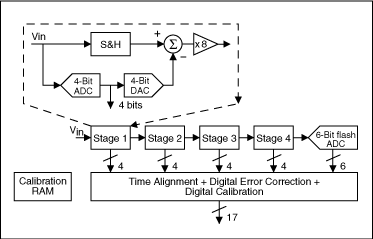 Vin
S&H
+
Σ
x 8
−
4-Bit
ADC
4-Bit
DAC
4 bits
Vin
Stage 1
Stage 2
Stage 3
Stage 4
6-Bit flash
ADC
4
4
4
4
6
Calibration
RAM
Time Alignment + Digital Error Correction +
Digital Calibration
17